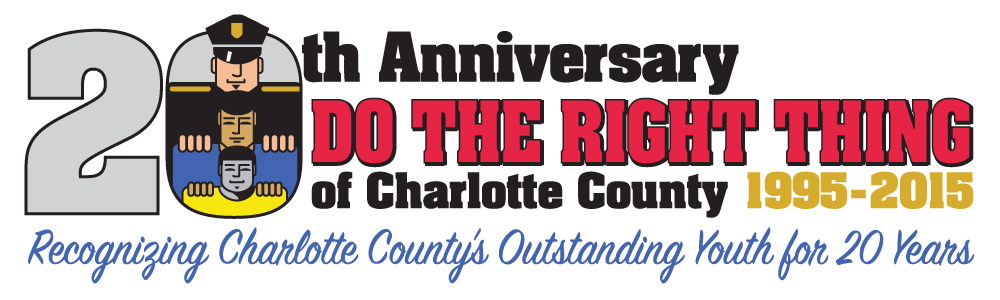 20th Anniversary
DO THE RIGHT THING
of Charlotte County 1995-2015
Recognizing Charlotte County's Outstanding Youth for 20 Years